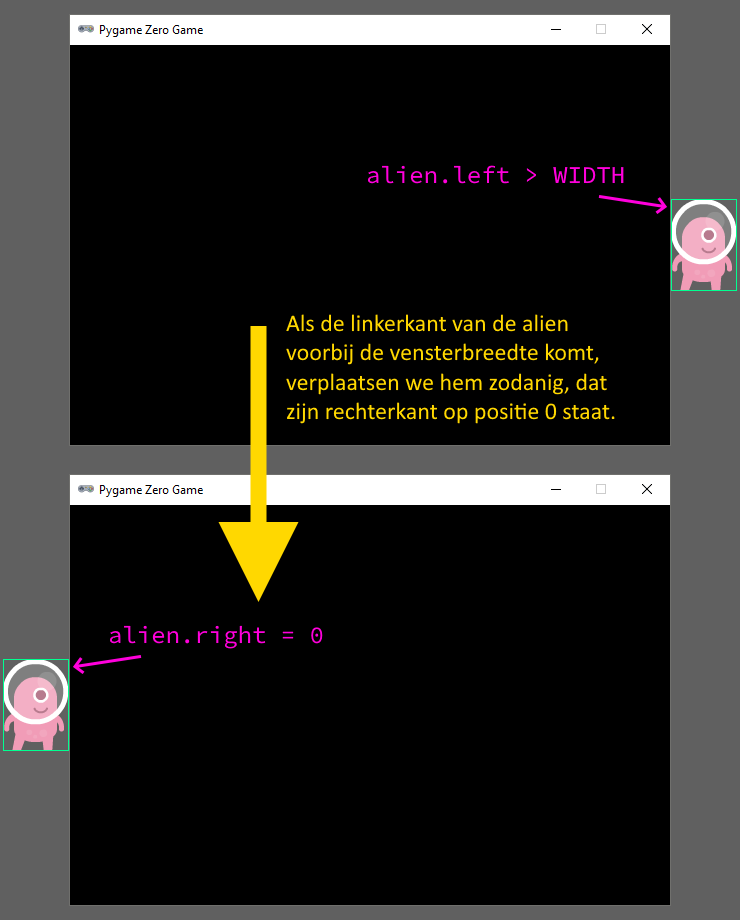 Pygame Zero Game
alien.left > WIDTH
Als de linkerkant van de alien
voorbij de vensterbreedte komt,
verplaatsen we hem zodanig, dat
zijn rechterkant op positie 0 staat.
Pygame Zero Game
alien.right = 0